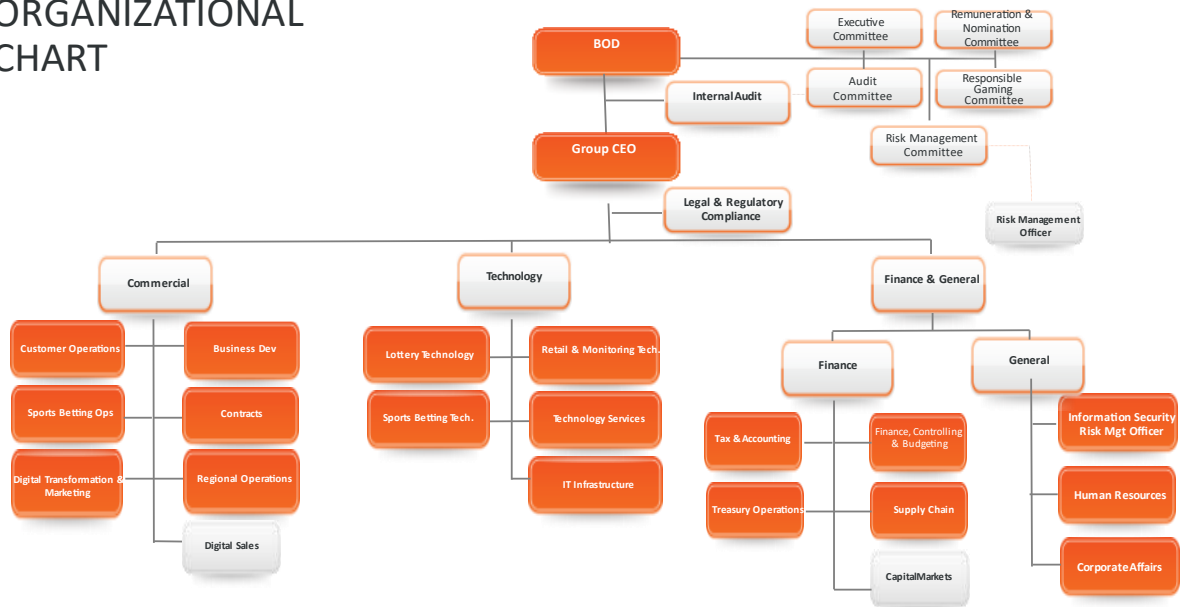 ORGANIZATIONAL
CHART
BOD
Executive
Committee
Remuneration &
Nomination
Committee
Internal Audit
Audit
Committee
Responsible
Gaming
Committee
Group CEO
Risk Management
Committee
Legal & Regulatory
Compliance
Risk Management
Officer
Commercial
Technology
Finance & General
Customer Operations
Business Dev
Sports Betting Ops
Contracts
Digital Transformation &
Marketing
Regional Operations
Digital Sales
Lottery Technology
Retail & Monitoring Tech.
Sports Betting Tech.
Technology Services
IT Infrastructure
Finance
General
Tax & Accounting
Finance, Controlling
& Budgeting
Treasury Operations
Supply Chain
CapitalMarkets
Information Security
Risk Mgt Officer
Human Resources
Corporate Affairs